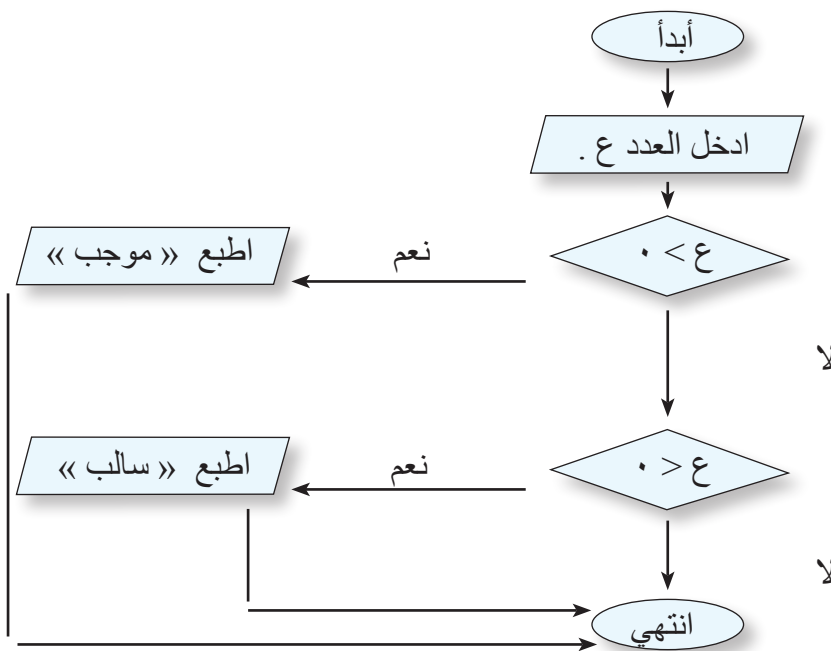 أبدأ
ادخل العدد ع .
ع > ٠
نعم
اطبع « موجب »
لا
ع < ٠
نعم
اطبع « سالب »
لا
انتهي